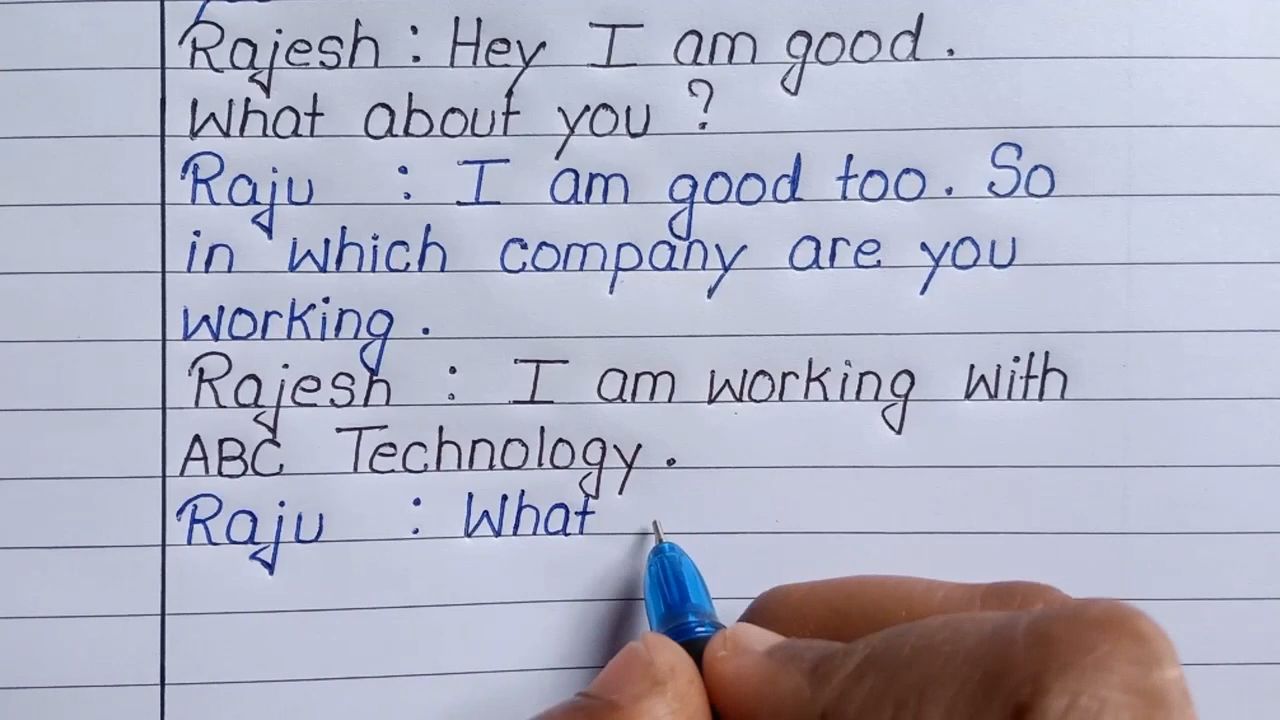 Rajesh : Hey I am good.
What about you ?
Raju : I am good too. So
in which company are you
working.
Rajesh : I am working with
ABC Technology.
Raju : What